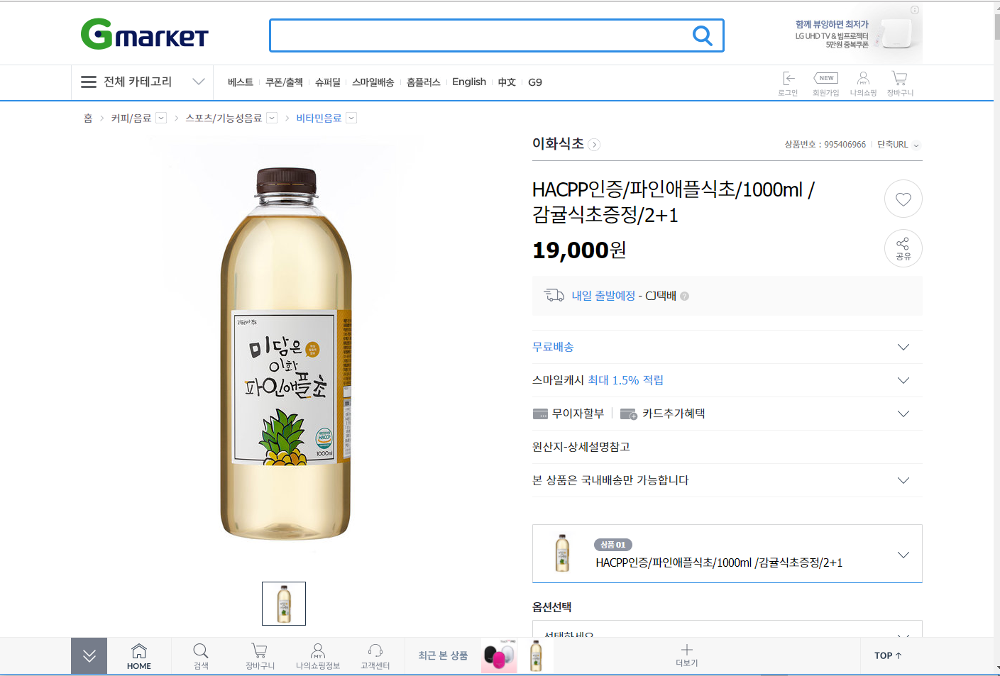 Gmarket
함께 뷰잉하면 최저가
LG UHD TV & 빔프로젝터
5만원 중복쿠폰
전체 카테고리
베스트 쿠폰/출첵 슈퍼딜 스마일배송 홈플러스 English 中文 G9
NEW
MY
로그인 회원가입 나의쇼핑 장바구니
홈 > 커피/음료 > 스포츠/기능성음료 > 비타민음료
이화식초
상품번호 : 995406966 단축URL
HACPP인증/파인애플식초/1000ml /
감귤식초증정/2+1
19,000원
공유
내일 출발예정 - CJ택배 ?
무료배송
스마일캐시 최대 1.5% 적립
무이자할부 카드추가혜택
원산지-상세설명참고
본 상품은 국내배송만 가능합니다
미담은
이화
파인애플초
HACCP
1000ml
상품 01
HACPP인증/파인애플식초/1000ml /감귤식초증정/2+1
옵션선택
선택하세요
HOME
검색
장바구니
MY
나의쇼핑정보
고객센터
최근 본 상품
더보기
TOP